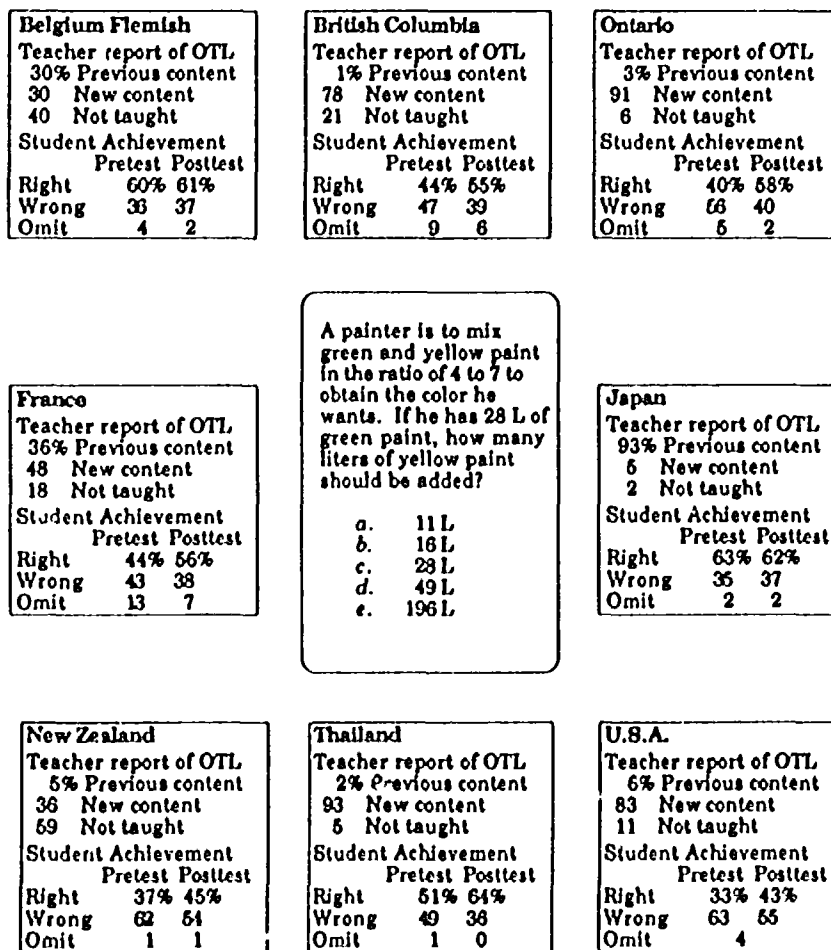 Belgium Flemish
Teacher report of OTL
30% Previous content
30 New content
40 Not taught
Student Achievement
Pretest Posttest
Right 60% 61%
Wrong 36 37
Omit 4 2
British Columbia
Teacher report of OTL
1% Previous content
78 New content
21 Not taught
Student Achievement
Pretest Posttest
Right 44% 55%
Wrong 47 39
Omit 9 6
Ontario
Teacher report of OTL
3% Previous content
91 New content
6 Not taught
Student Achievement
Pretest Posttest
Right 40% 58%
Wrong 56 40
Omit 5 2
France
Teacher report of OTL
36% Previous content
48 New content
18 Not taught
Student Achievement
Pretest Posttest
Right 44% 56%
Wrong 43 38
Omit 13 7
A painter is to mix
green and yellow paint
in the ratio of 4 to 7 to
obtain the color he
wants. If he has 28 L of
green paint, how many
liters of yellow paint
should be added?
a. 11 L
b. 16 L
c. 28 L
d. 49 L
e. 196 L
Japan
Teacher report of OTL
93% Previous content
5 New content
2 Not taught
Student Achievement
Pretest Posttest
Right 63% 62%
Wrong 35 37
Omit 2 2
New Zealand
Teacher report of OTL
5% Previous content
36 New content
59 Not taught
Student Achievement
Pretest Posttest
Right 37% 45%
Wrong 62 54
Omit 1 1
Thailand
Teacher report of OTL
2% Previous content
93 New content
5 Not taught
Student Achievement
Pretest Posttest
Right 51% 64%
Wrong 49 36
Omit 1 0
U.S.A.
Teacher report of OTL
6% Previous content
83 New content
11 Not taught
Student Achievement
Pretest Posttest
Right 33% 43%
Wrong 63 55
Omit 4